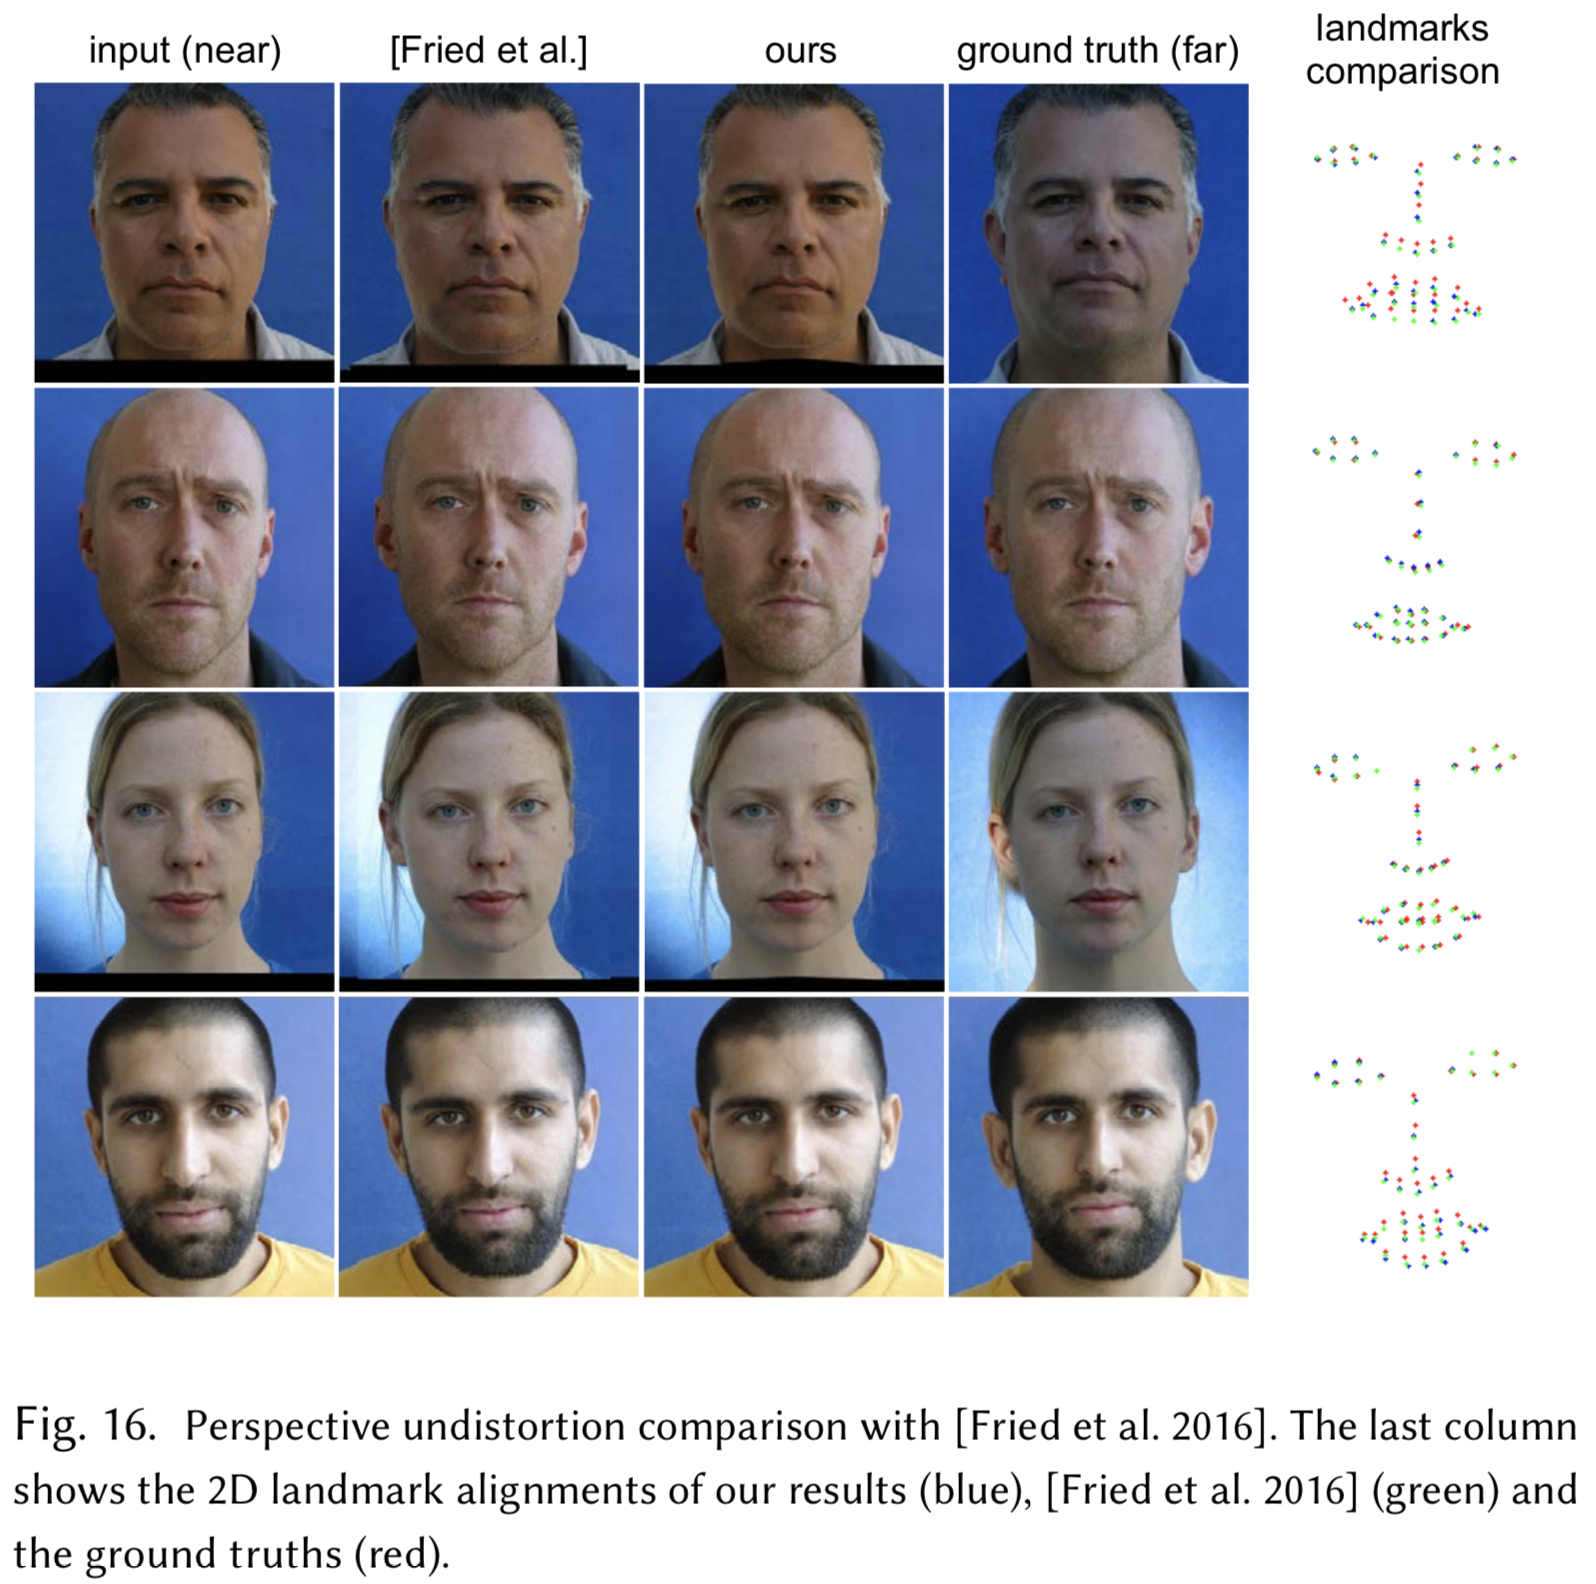 input (near) [Fried et al.] ours ground truth (far) landmarks
comparison
Fig. 16. Perspective undistortion comparison with [Fried et al. 2016]. The last column
shows the 2D landmark alignments of our results (blue), [Fried et al. 2016] (green) and
the ground truths (red).